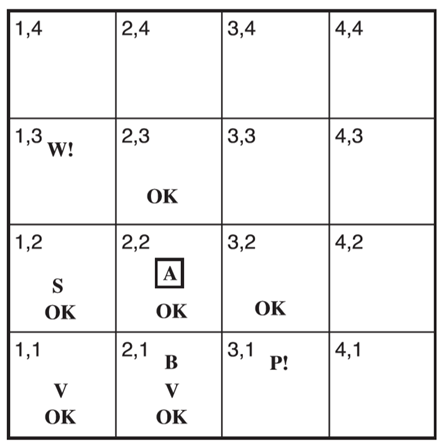 1,4 2,4 3,4 4,4
1,3 W! 2,3 3,3 4,3
OK
1,2 2,2 3,2 4,2
S A
OK OK OK
1,1 2,1 B 3,1 P! 4,1
V V
OK OK